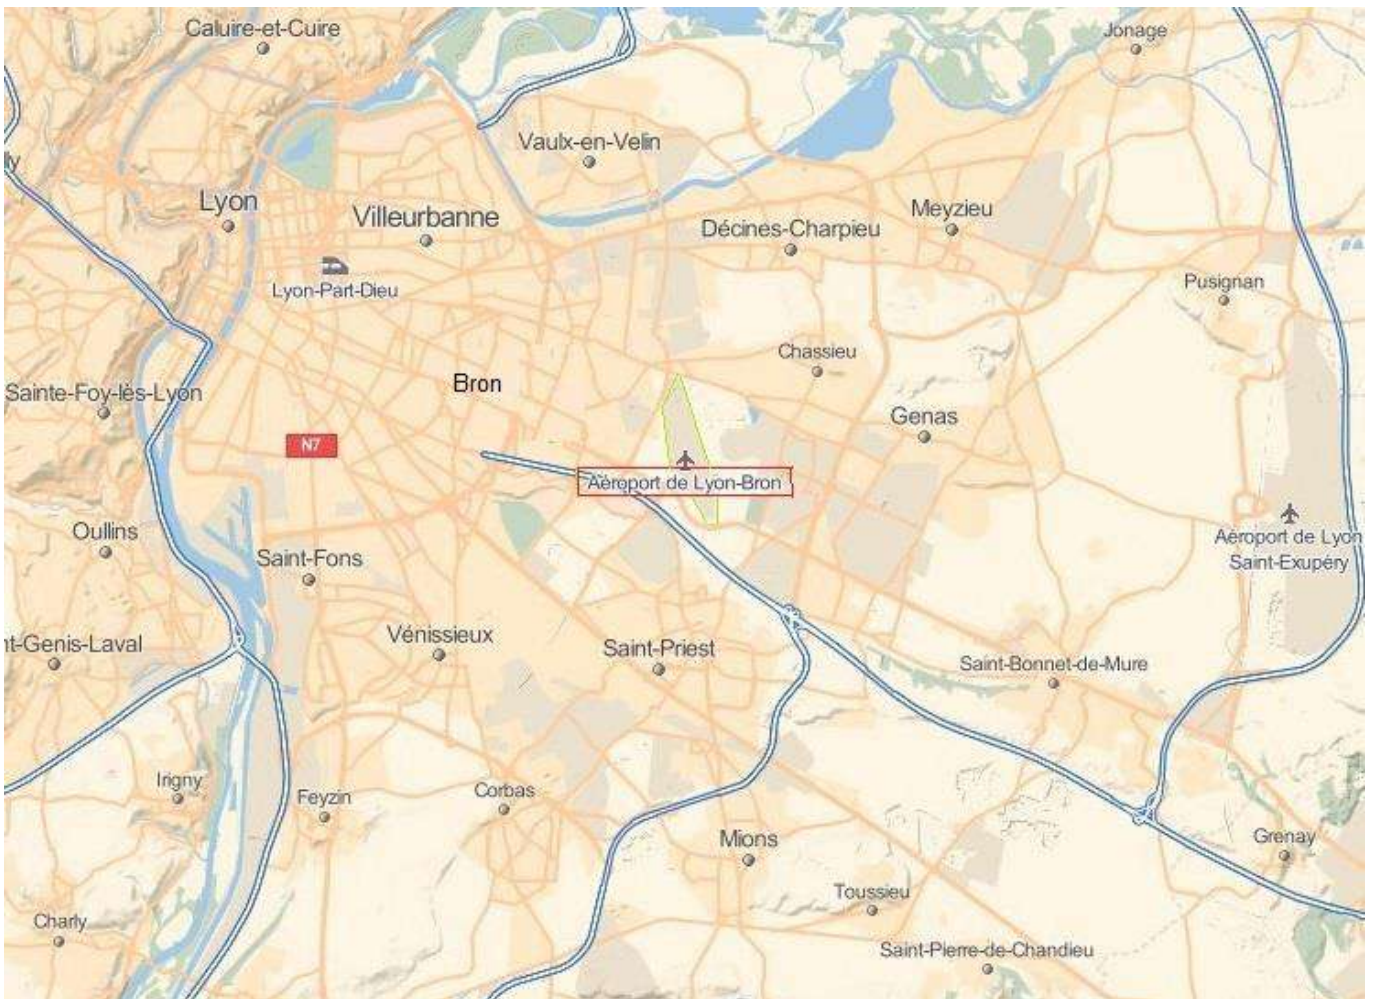 Caluire-et-Cuire
Jonage
Vaulx-en-Velin
ly
Lyon
Villeurbanne
Meyzieu
Décines-Charpieu
Lyon-Part-Dieu
Pusignan
Chassieu
Bron
Sainte-Foy-lès-Lyon
Genas
N7
Aéroport de Lyon-Bron
Oullins
Aéroport de Lyon
Saint-Exupéry
Saint-Fons
Vénissieux
nt-Genis-Laval
Saint-Priest
Saint-Bonnet-de-Mure
Irigny
Feyzin
Corbas
Mions
Grenay
Toussieu
Charly
Saint-Pierre-de-Chandieu